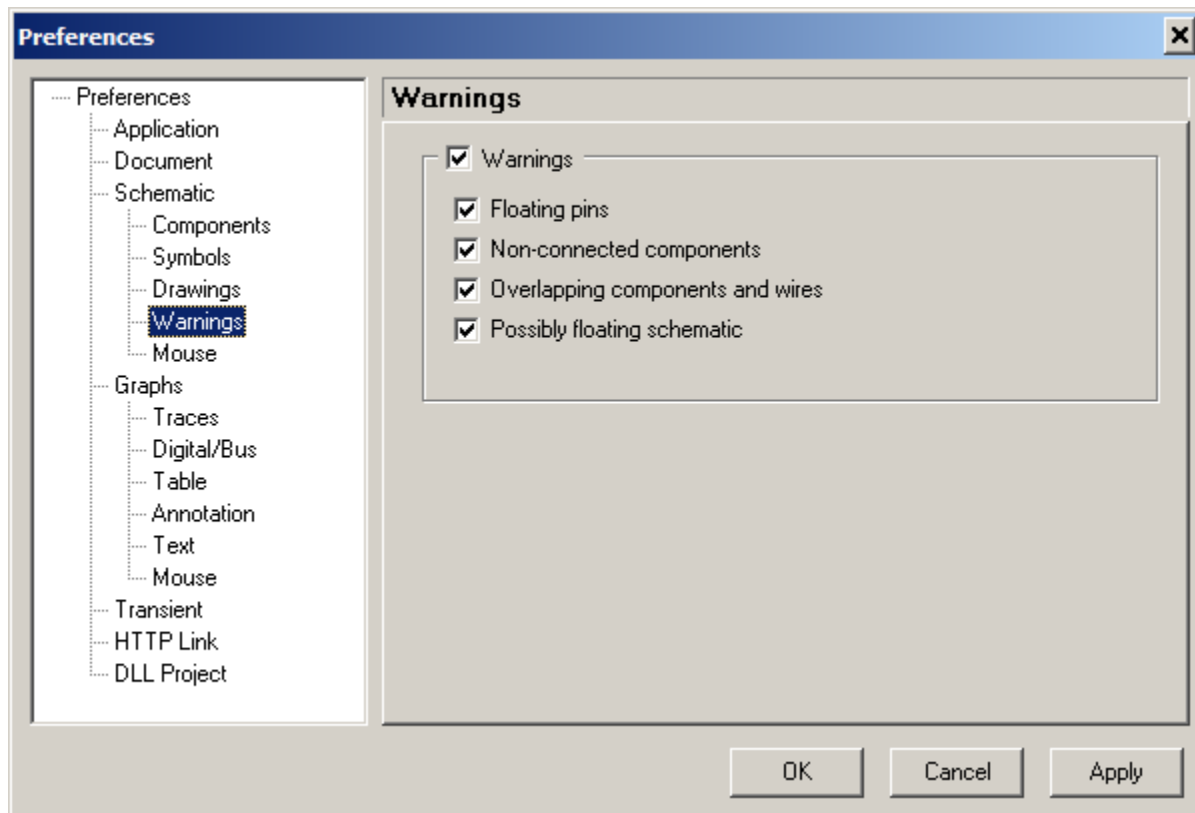 Preferences
Preferences
Application
Document
Schematic
Components
Symbols
Drawings
Warnings
Mouse
Graphs
Traces
Digital/Bus
Table
Annotation
Text
Mouse
Transient
HTTP Link
DLL Project
Warnings
Warnings
Floating pins
Non-connected components
Overlapping components and wires
Possibly floating schematic
OK
Cancel
Apply